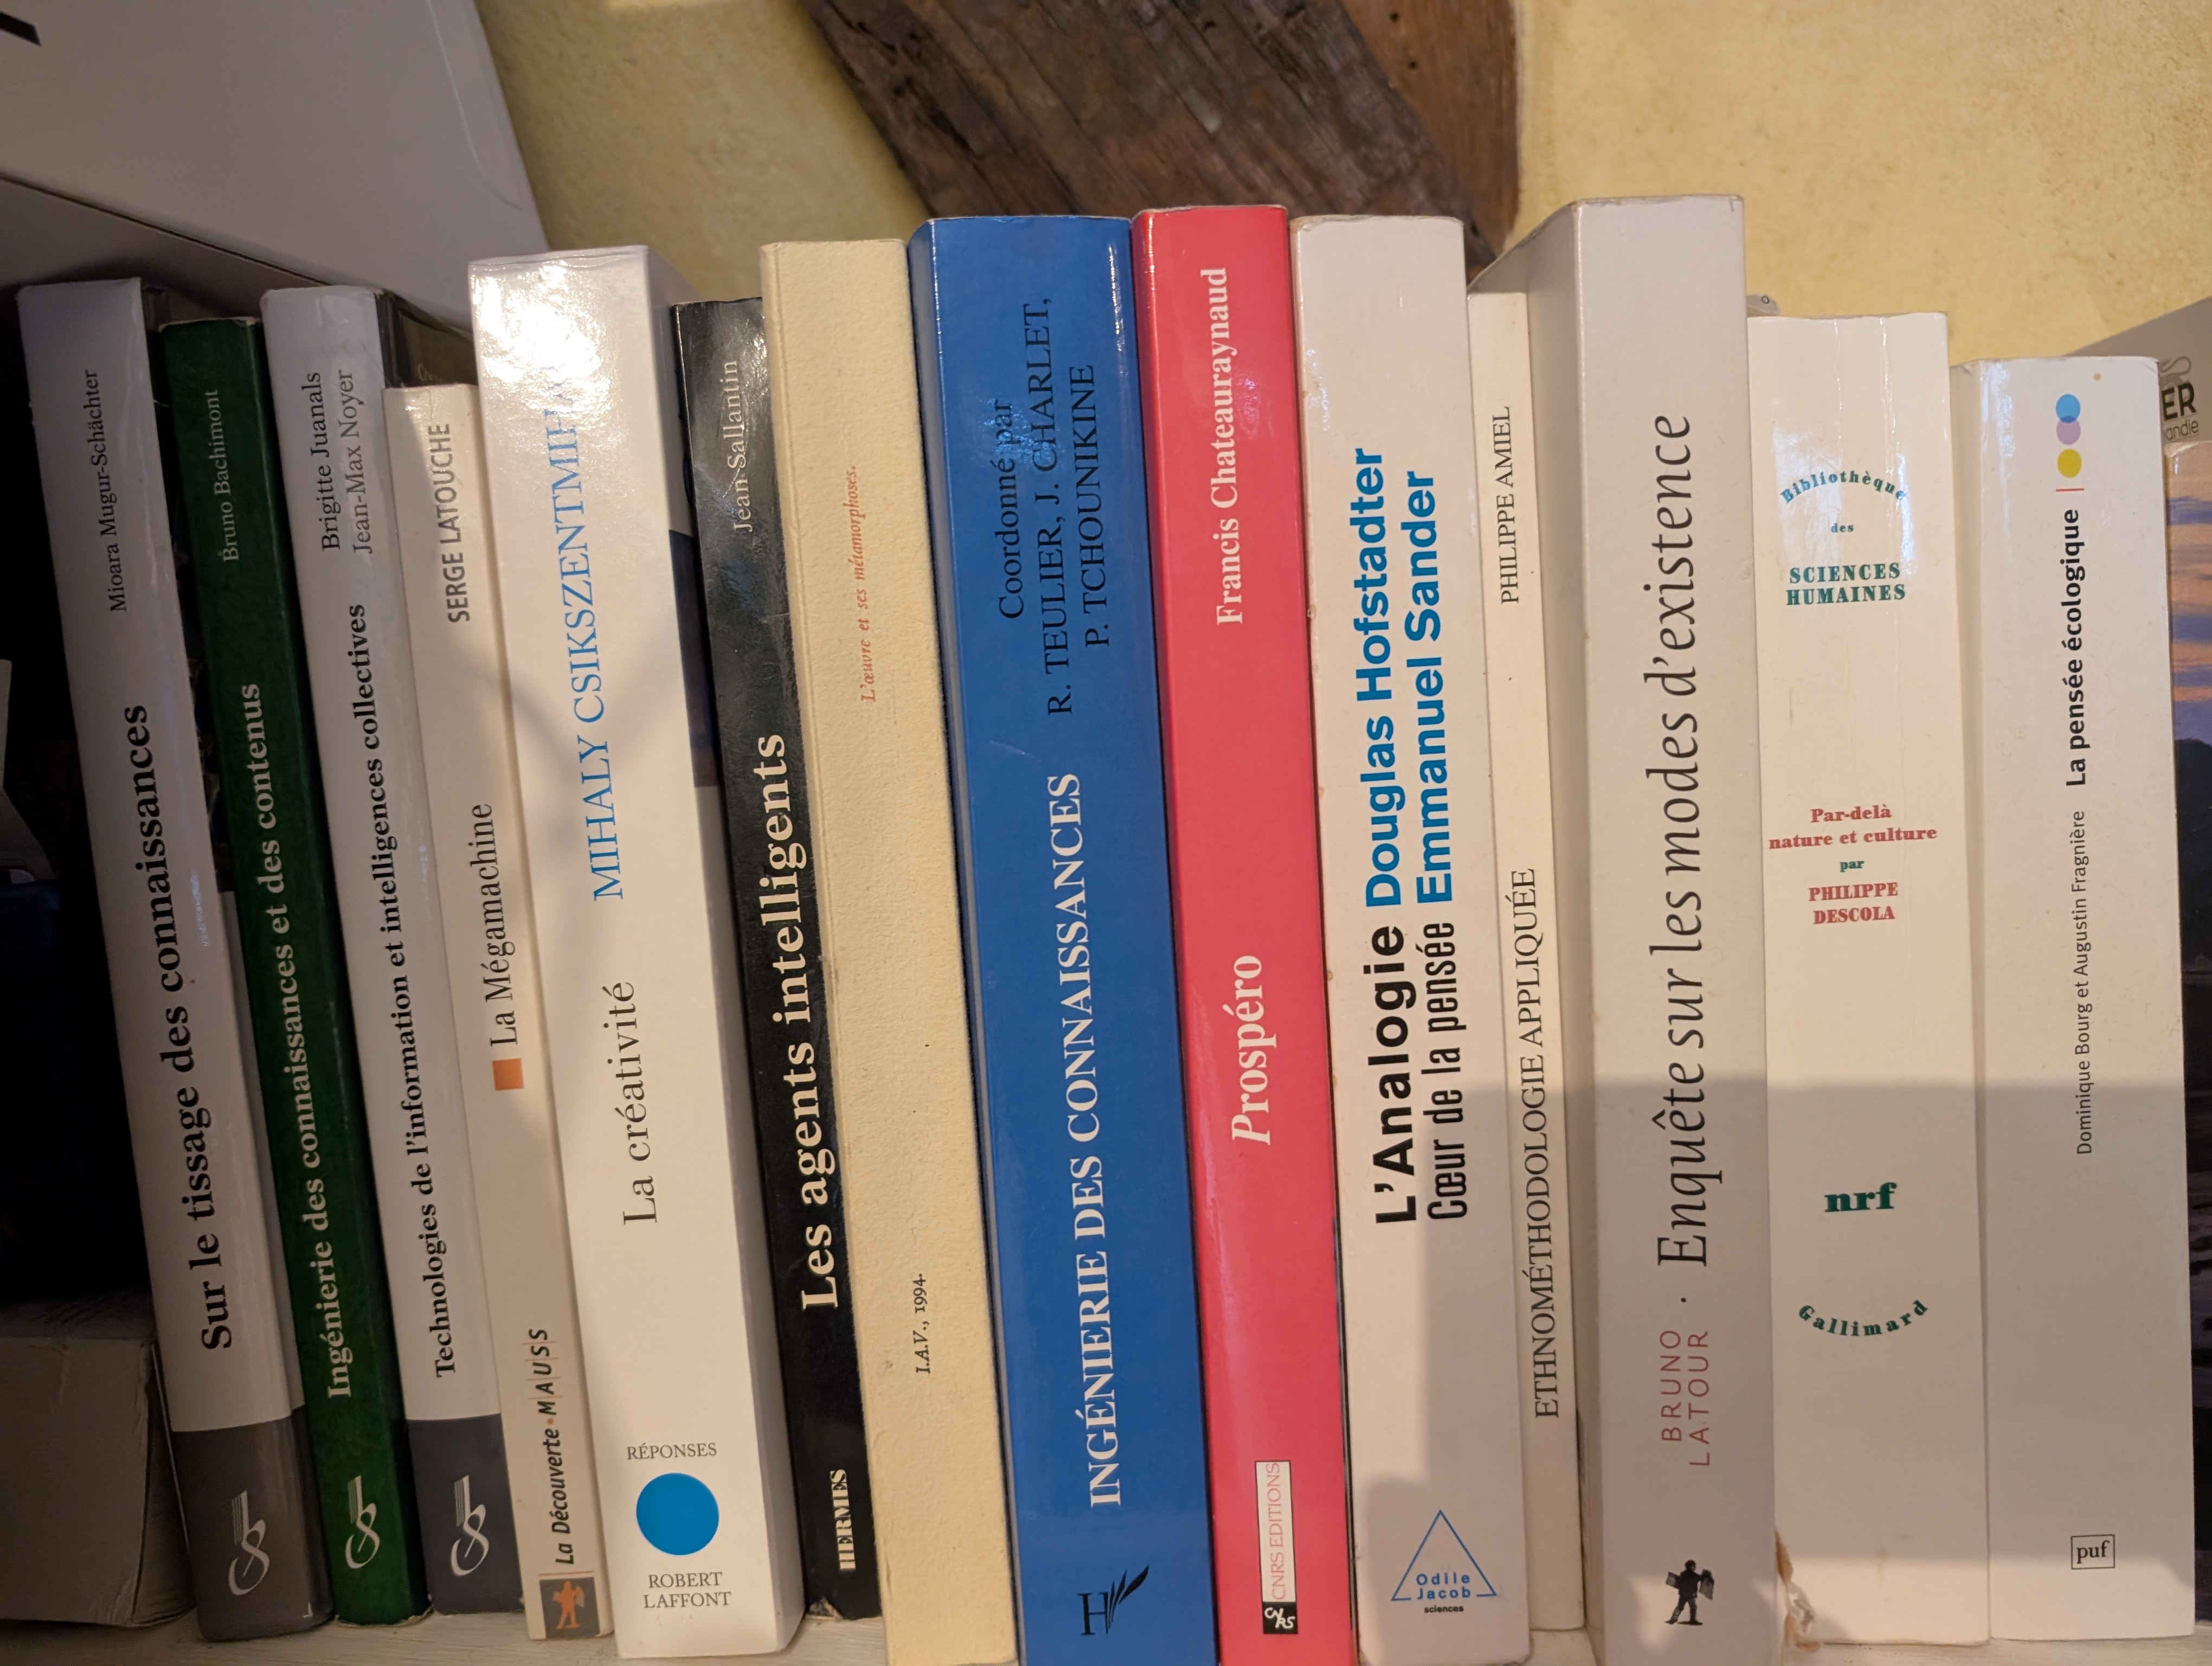 Mioara Mugur-Schächter
Sur le tissage des connaissances
Bruno Bachimont
Ingénierie des connaissances et des contenus
Brigitte Juanals
Jean-Max Noyer
Technologies de l'information et intelligences collectives
SERGE LATOUCHE
La Mégamachine
La Découverte • M|A|U|S|S
MIHALY CSIKSZENTMIHA
La créativité
RÉPONSES
ROBERT
LAFFONT
Jean Sallantin
Les agents intelligents
HERMES
L'œuvre et ses métamorphoses.
I.A.V., 1994.
Coordonné par
R. TEULIER, J. CHARLET,
P. TCHOUNIKINE
INGÉNIERIE DES CONNAISSANCES
H
Francis Chateauraynaud
Prospéro
CNRS EDITIONS
CNRS
L'Analogie Douglas Hofstadter
Cœur de la pensée Emmanuel Sander
Odile
Jacob
sciences
PHILIPPE AMIEL
ETHNOMÉTHODOLOGIE APPLIQUÉE
BRUNO
LATOUR
· Enquête sur les modes d'existence
Bibliothèque
des
SCIENCES
HUMAINES
Par-delà
nature et culture
par
PHILIPPE
DESCOLA
nrf
Gallimard
Dominique Bourg et Augustin Fragnière | La pensée écologique
puf
ER
andie